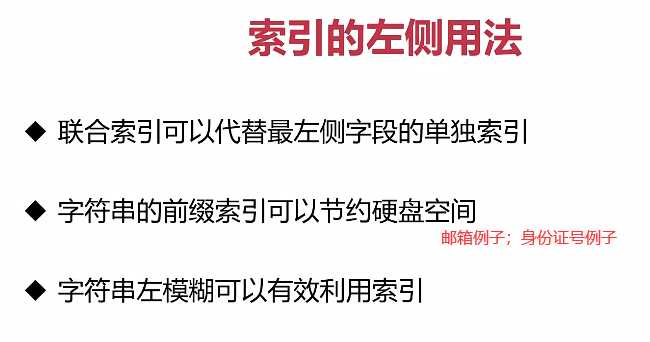 索引的左侧用法
◆ 联合索引可以代替最左侧字段的单独索引
◆ 字符串的前缀索引可以节约硬盘空间
邮箱例子；身份证号例子
◆ 字符串左模糊可以有效利用索引